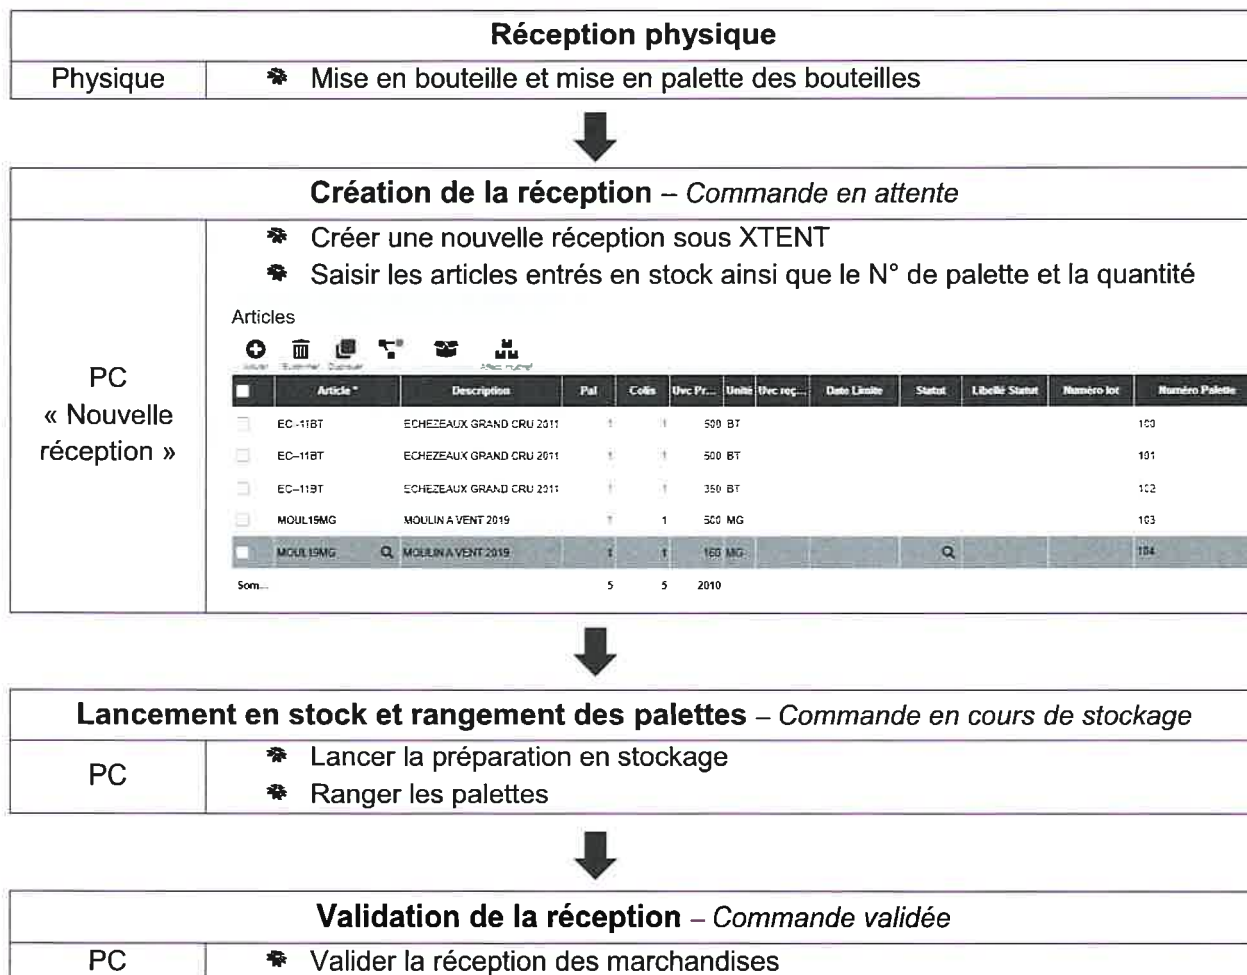 Réception physique
Physique Mise en bouteille et mise en palette des bouteilles
Création de la réception – Commande en attente
Créer une nouvelle réception sous XTENT
Saisir les articles entrés en stock ainsi que le N° de palette et la quantité
PC
« Nouvelle
réception »
Articles
Article * Description Pal Colis Uvc Pr... Unité Uvc reç... Date Limite Statut Libellé Statut Numéro lot Numéro Palette
EC--11BT ECHEZEAUX GRAND CRU 2011 1 1 500 BT 100
EC--11BT ECHEZEAUX GRAND CRU 2011 1 1 500 BT 101
EC--11BT ECHEZEAUX GRAND CRU 2011 1 1 350 BT 102
MOUL19MG MOULIN A VENT 2019 1 1 500 MG 103
MOUL19MG MOULIN A VENT 2019 1 1 160 MG 104
Som... 5 5 2010
Lancement en stock et rangement des palettes – Commande en cours de stockage
PC
Lancer la préparation en stockage
Ranger les palettes
Validation de la réception – Commande validée
PC Valider la réception des marchandises